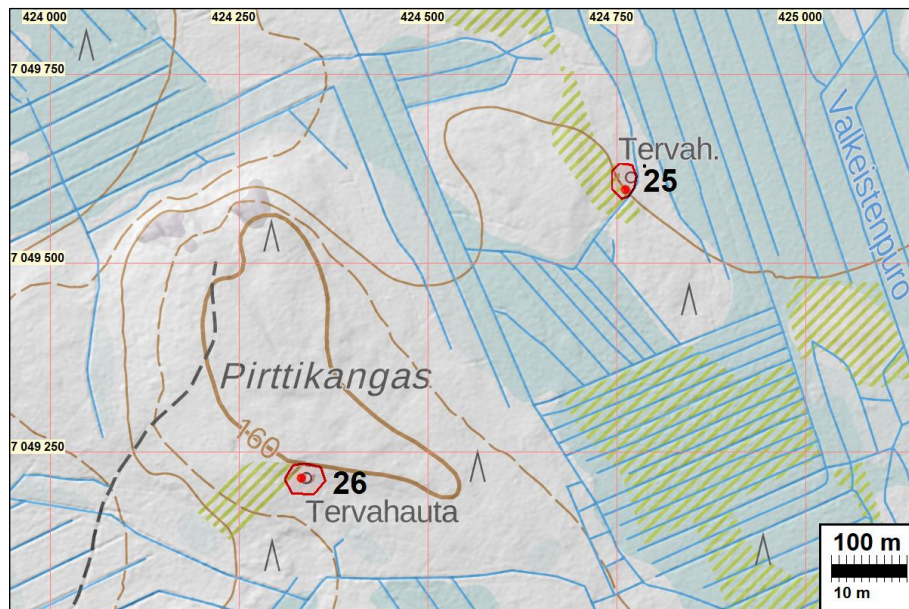 424 000
424 250
424 500
424 750
425 000
7 049 750
Tervah.
25
Valkeistenpuro
7 049 500
Pirttikangas
160
7 049 250
26
Tervahauta
100 m
10 m